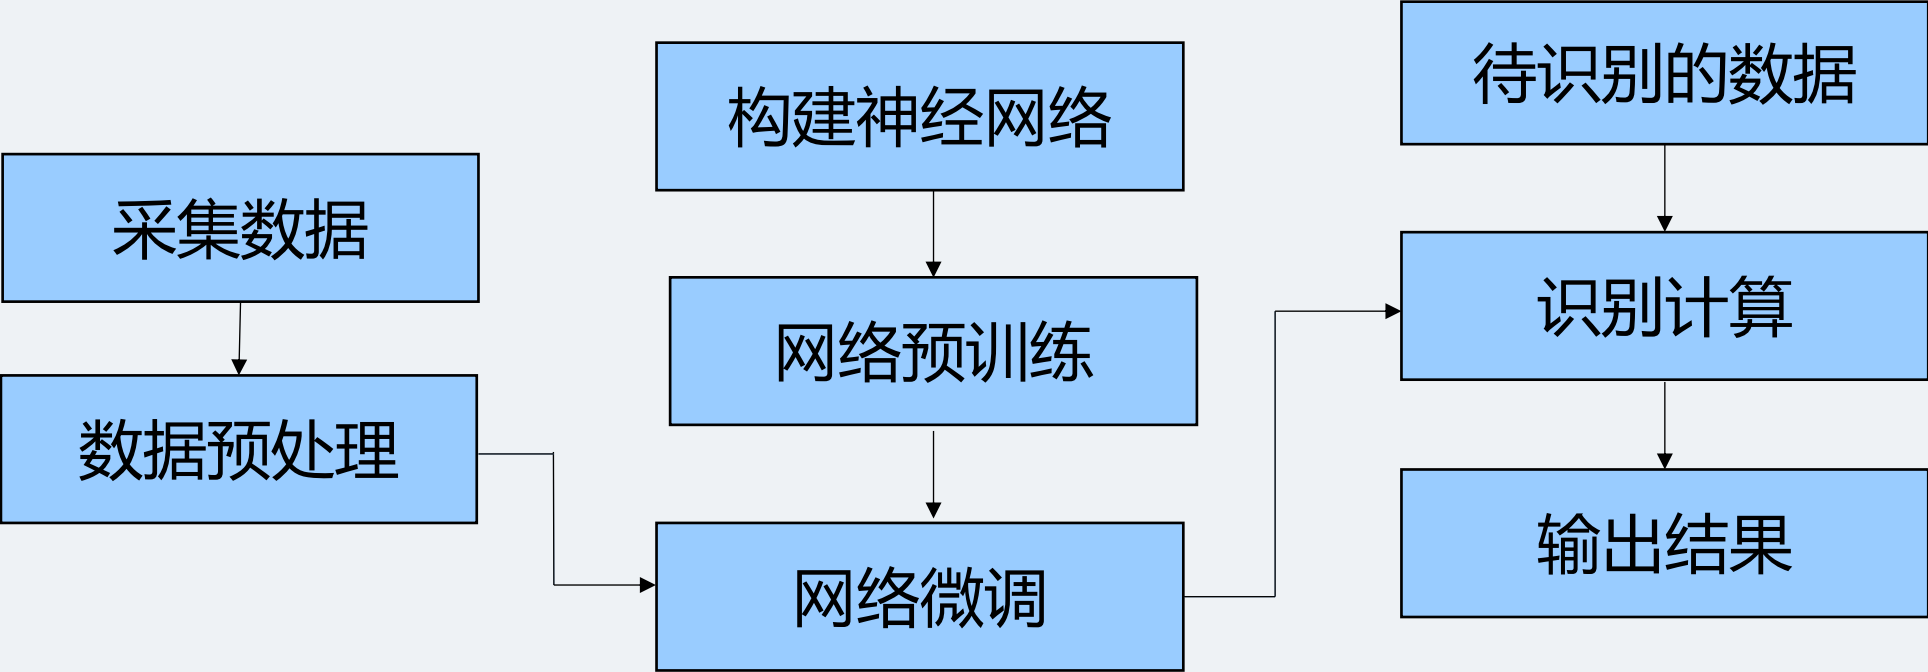 采集数据
数据预处理
构建神经网络
网络预训练
网络微调
待识别的数据
识别计算
输出结果